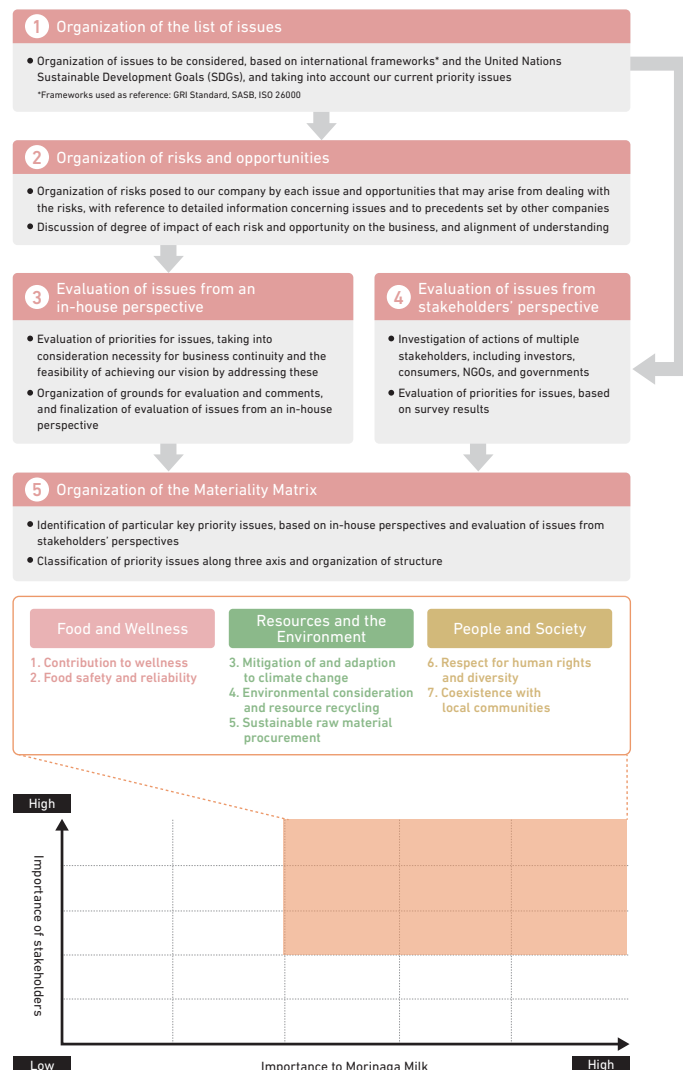 1 Organization of the list of issues
• Organization of issues to be considered, based on international frameworks* and the United Nations
Sustainable Development Goals (SDGs), and taking into account our current priority issues
*Frameworks used as reference: GRI Standard, SASB, ISO 26000
2 Organization of risks and opportunities
• Organization of risks posed to our company by each issue and opportunities that may arise from dealing with
the risks, with reference to detailed information concerning issues and to precedents set by other companies
• Discussion of degree of impact of each risk and opportunity on the business, and alignment of understanding
3 Evaluation of issues from an
in-house perspective
• Evaluation of priorities for issues, taking into
consideration necessity for business continuity and the
feasibility of achieving our vision by addressing these
• Organization of grounds for evaluation and comments,
and finalization of evaluation of issues from an in-house
perspective
4 Evaluation of issues from
stakeholders' perspective
• Investigation of actions of multiple
stakeholders, including investors,
consumers, NGOs, and governments
• Evaluation of priorities for issues, based
on survey results
5 Organization of the Materiality Matrix
• Identification of particular key priority issues, based on in-house perspectives and evaluation of issues from
stakeholders' perspectives
• Classification of priority issues along three axis and organization of structure
Food and Wellness
1. Contribution to wellness
2. Food safety and reliability
Resources and the
Environment
3. Mitigation of and adaption
to climate change
4. Environmental consideration
and resource recycling
5. Sustainable raw material
procurement
People and Society
6. Respect for human rights
and diversity
7. Coexistence with
local communities
High
Importance of stakeholders
Low
Importance to Morinaga Milk
High